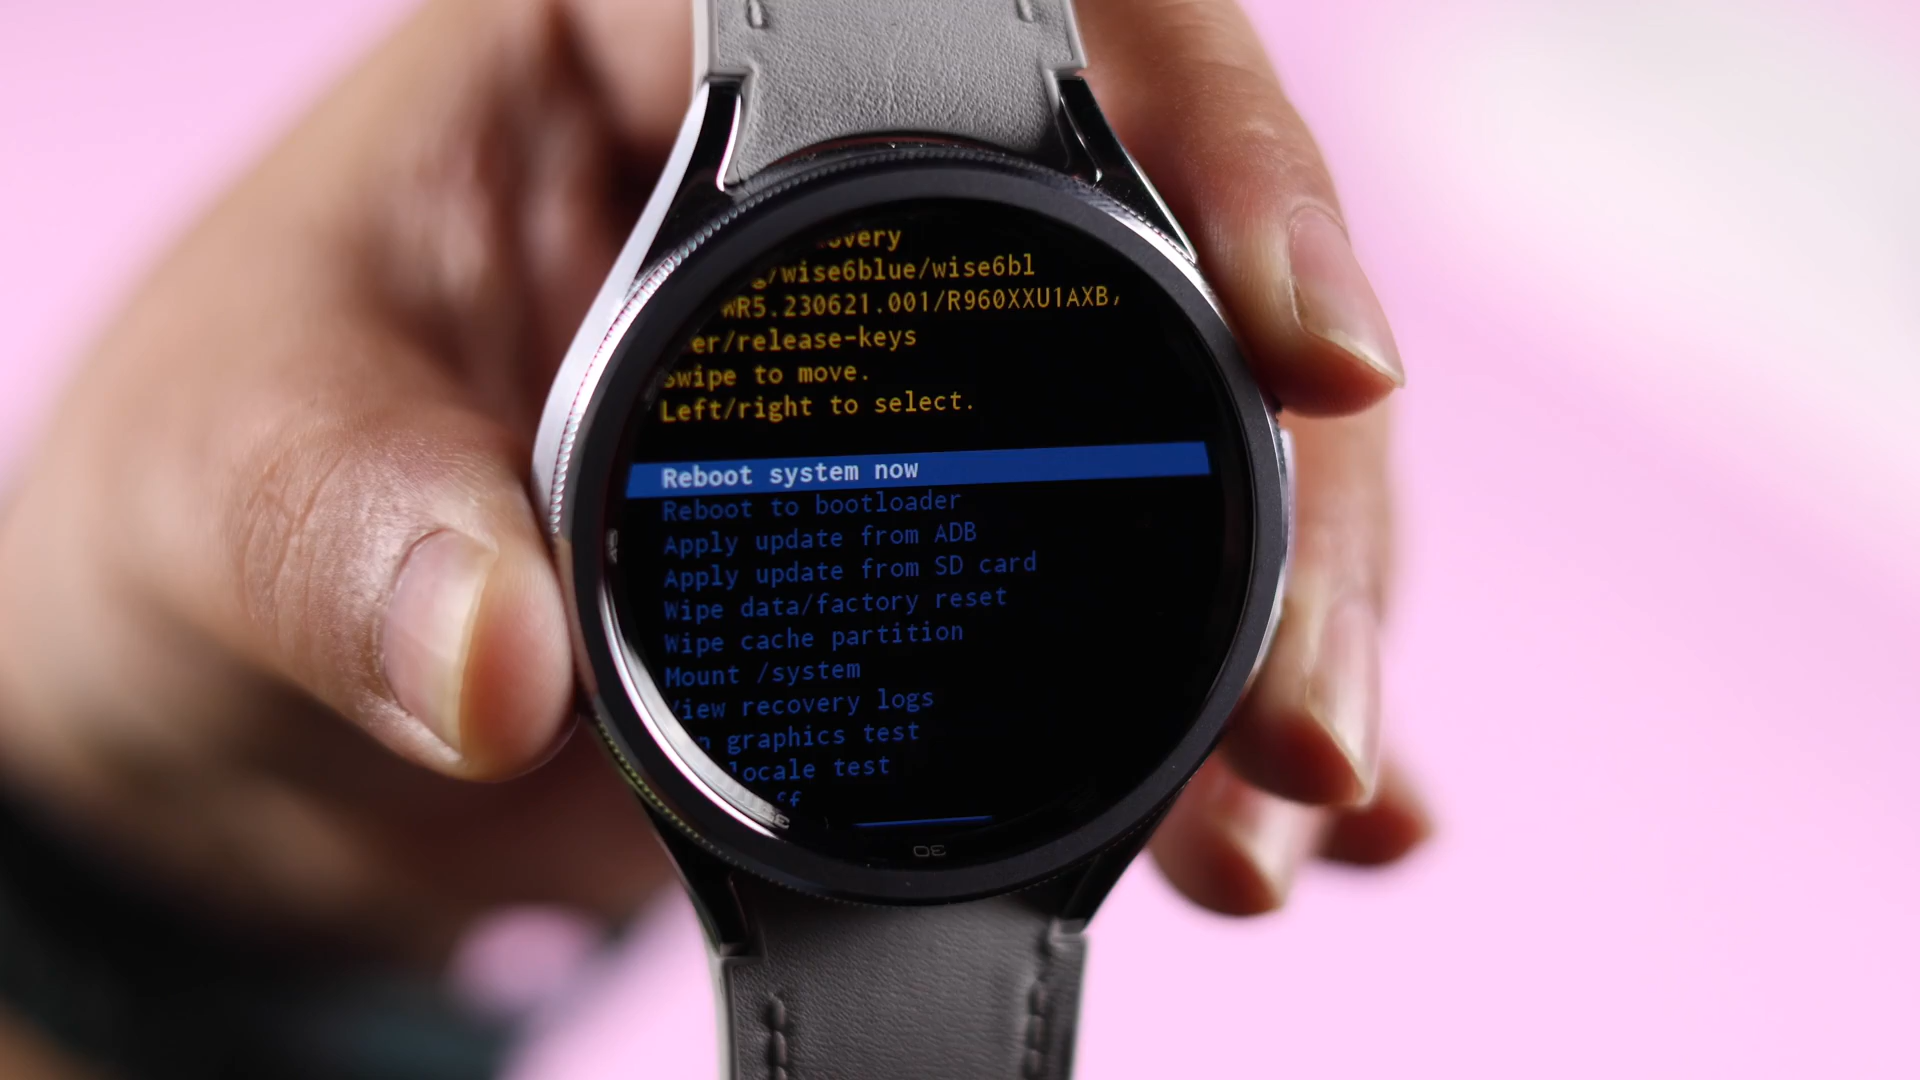 /wise6blue/wise6bl
WR5.230621.001/R960XXU1AXB
/release-keys
Swipe to move.
Left/right to select.
Reboot system now
Reboot to bootloader
Apply update from ADB
Apply update from SD card
Wipe data/factory reset
Wipe cache partition
Mount /system
View recovery logs
graphics test
locale test
30